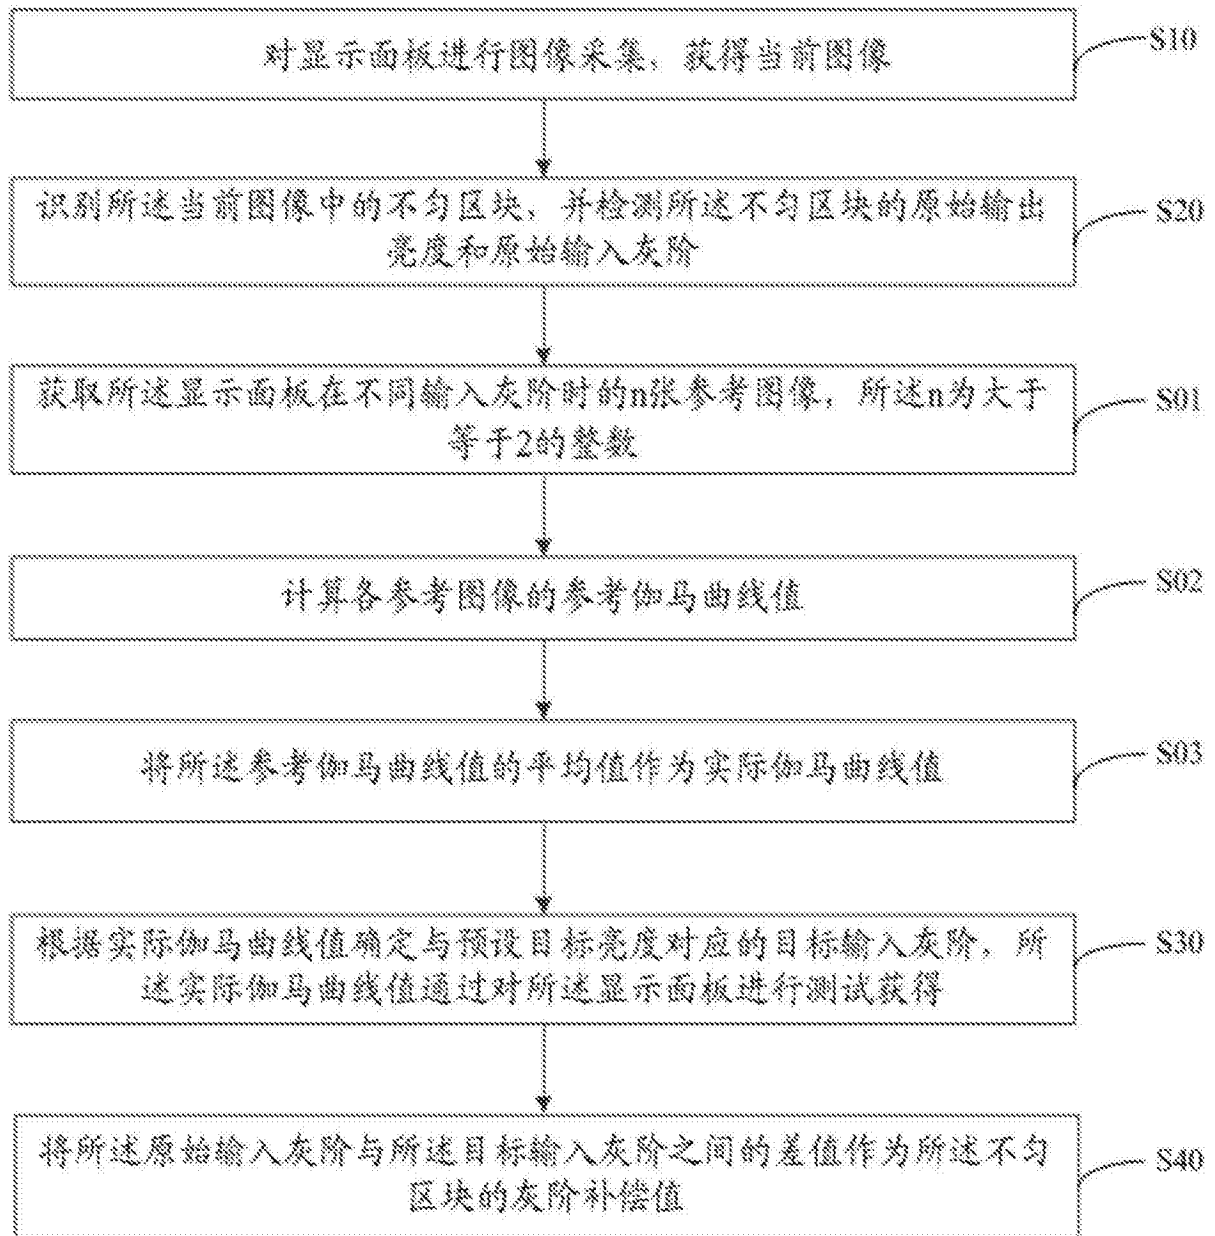 对显示面板进行图像采集，获得当前图像
S10
识别所述当前图像中的不匀区块，并检测所述不匀区块的原始输出
亮度和原始输入灰阶
S20
获取所述显示面板在不同输入灰阶时的n张参考图像，所述n为大于
等于2的整数
S01
计算各参考图像的参考伽马曲线值
S02
将所述参考伽马曲线值的平均值作为实际伽马曲线值
S03
根据实际伽马曲线值确定与预设目标亮度对应的目标输入灰阶，所
述实际伽马曲线值通过对所述显示面板进行测试获得
S30
将所述原始输入灰阶与所述目标输入灰阶之间的差值作为所述不匀
区块的灰阶补偿值
S40